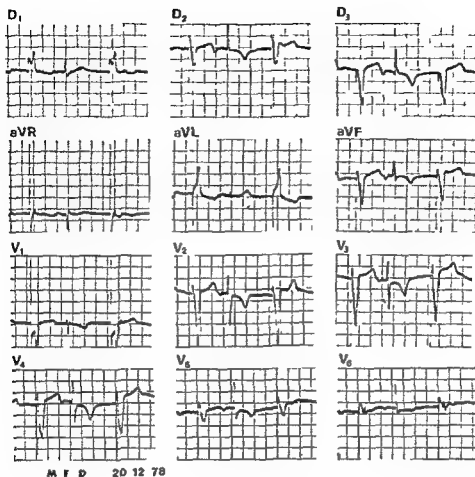 D1 D2 D3
aVR aVL aVF
V1 V2 V3
V4 V5 V6
20 12 78